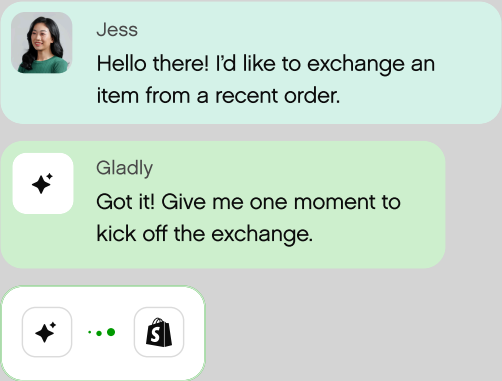 Jess
Hello there! I’d like to exchange an
item from a recent order.
Gladly
Got it! Give me one moment to
kick off the exchange.